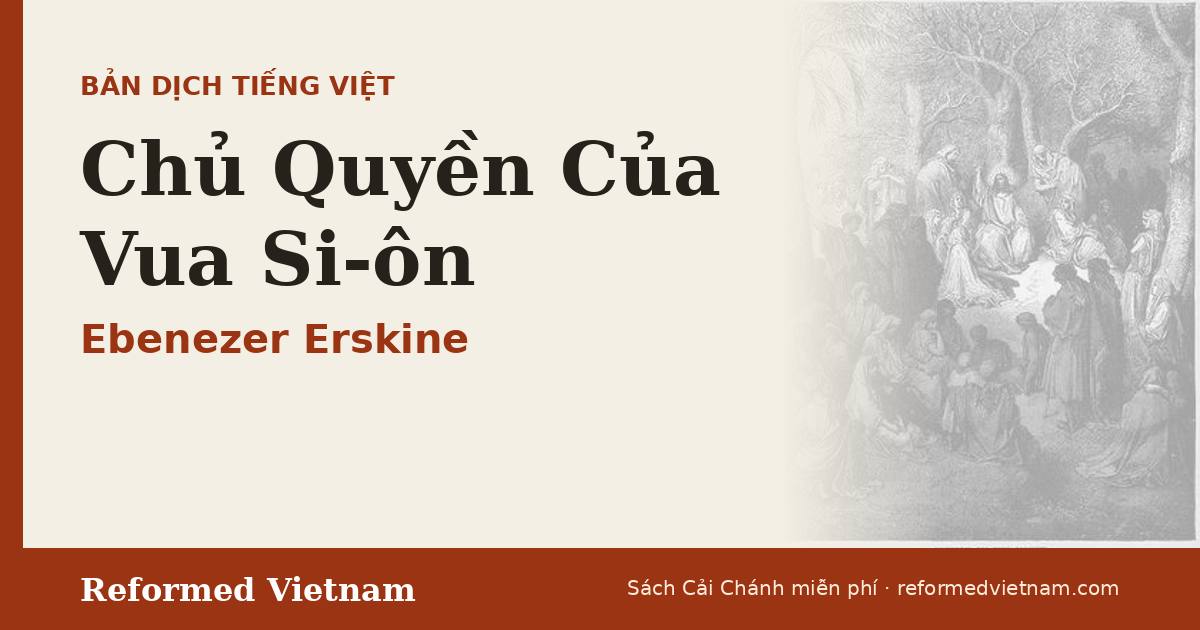 BẢN DỊCH TIẾNG VIỆT
Chủ Quyền Của
Vua Si-ôn
Ebenezer Erskine
Reformed Vietnam
Sách Cải Chánh miễn phí · reformedvietnam.com